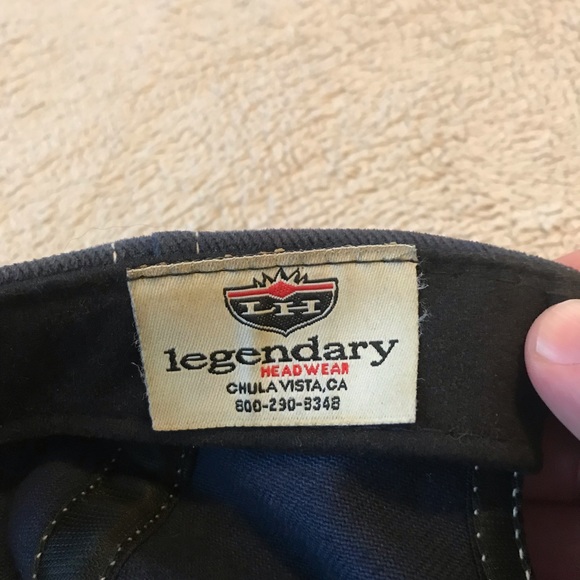 LH
legendary
HEADWEAR
CHULA VISTA, CA
800-290-8348